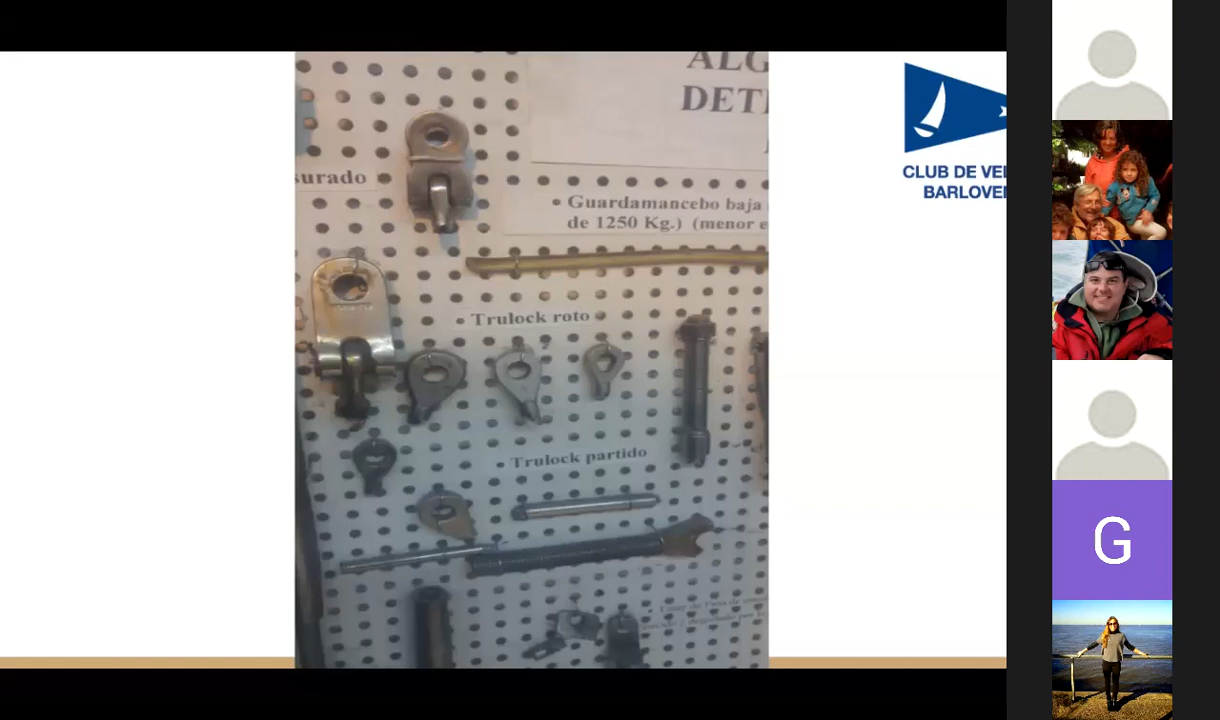 ALG
DET
CLUB DE VE
BARLOVE
surado
• Guardamancebo baja
de 1250 Kg.) (menor e
• Trulock roto
• Trulock partido
G